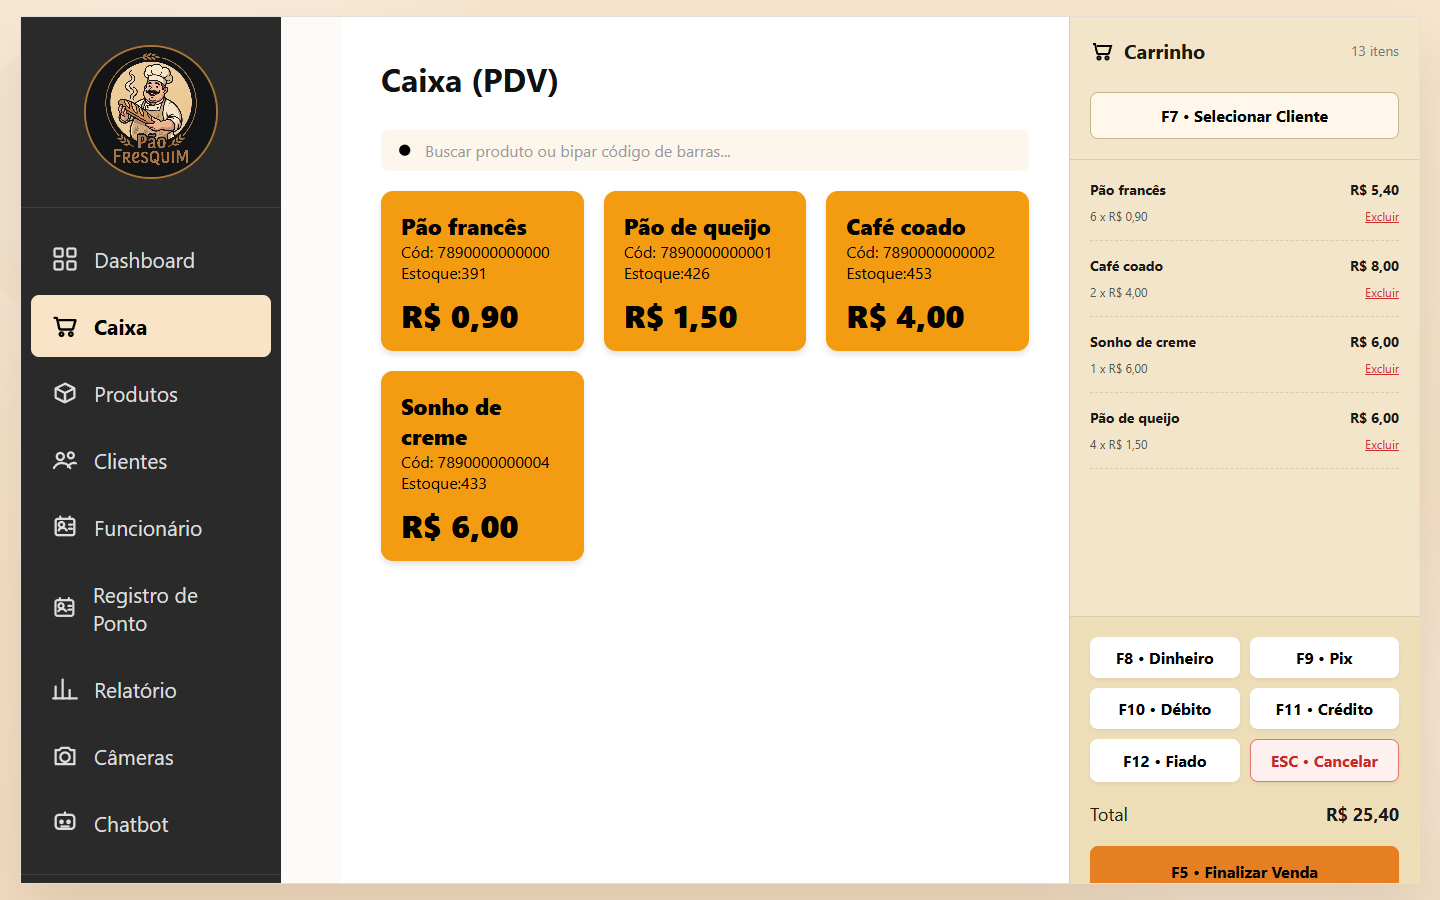 Pão
FRESQUIM
Dashboard
Caixa
Produtos
Clientes
Funcionário
Registro de
Ponto
Relatório
Câmeras
Chatbot
Caixa (PDV)
Buscar produto ou bipar código de barras...
Pão francês
Cód: 7890000000000
Estoque:391
R$ 0,90
Pão de queijo
Cód: 7890000000001
Estoque:426
R$ 1,50
Café coado
Cód: 7890000000002
Estoque:453
R$ 4,00
Sonho de
creme
Cód: 7890000000004
Estoque:433
R$ 6,00
Carrinho 13 itens
F7 • Selecionar Cliente
Pão francês R$ 5,40
6 x R$ 0,90 Excluir
Café coado R$ 8,00
2 x R$ 4,00 Excluir
Sonho de creme R$ 6,00
1 x R$ 6,00 Excluir
Pão de queijo R$ 6,00
4 x R$ 1,50 Excluir
F8 • Dinheiro F9 • Pix
F10 • Débito F11 • Crédito
F12 • Fiado ESC • Cancelar
Total R$ 25,40
F5 • Finalizar Venda